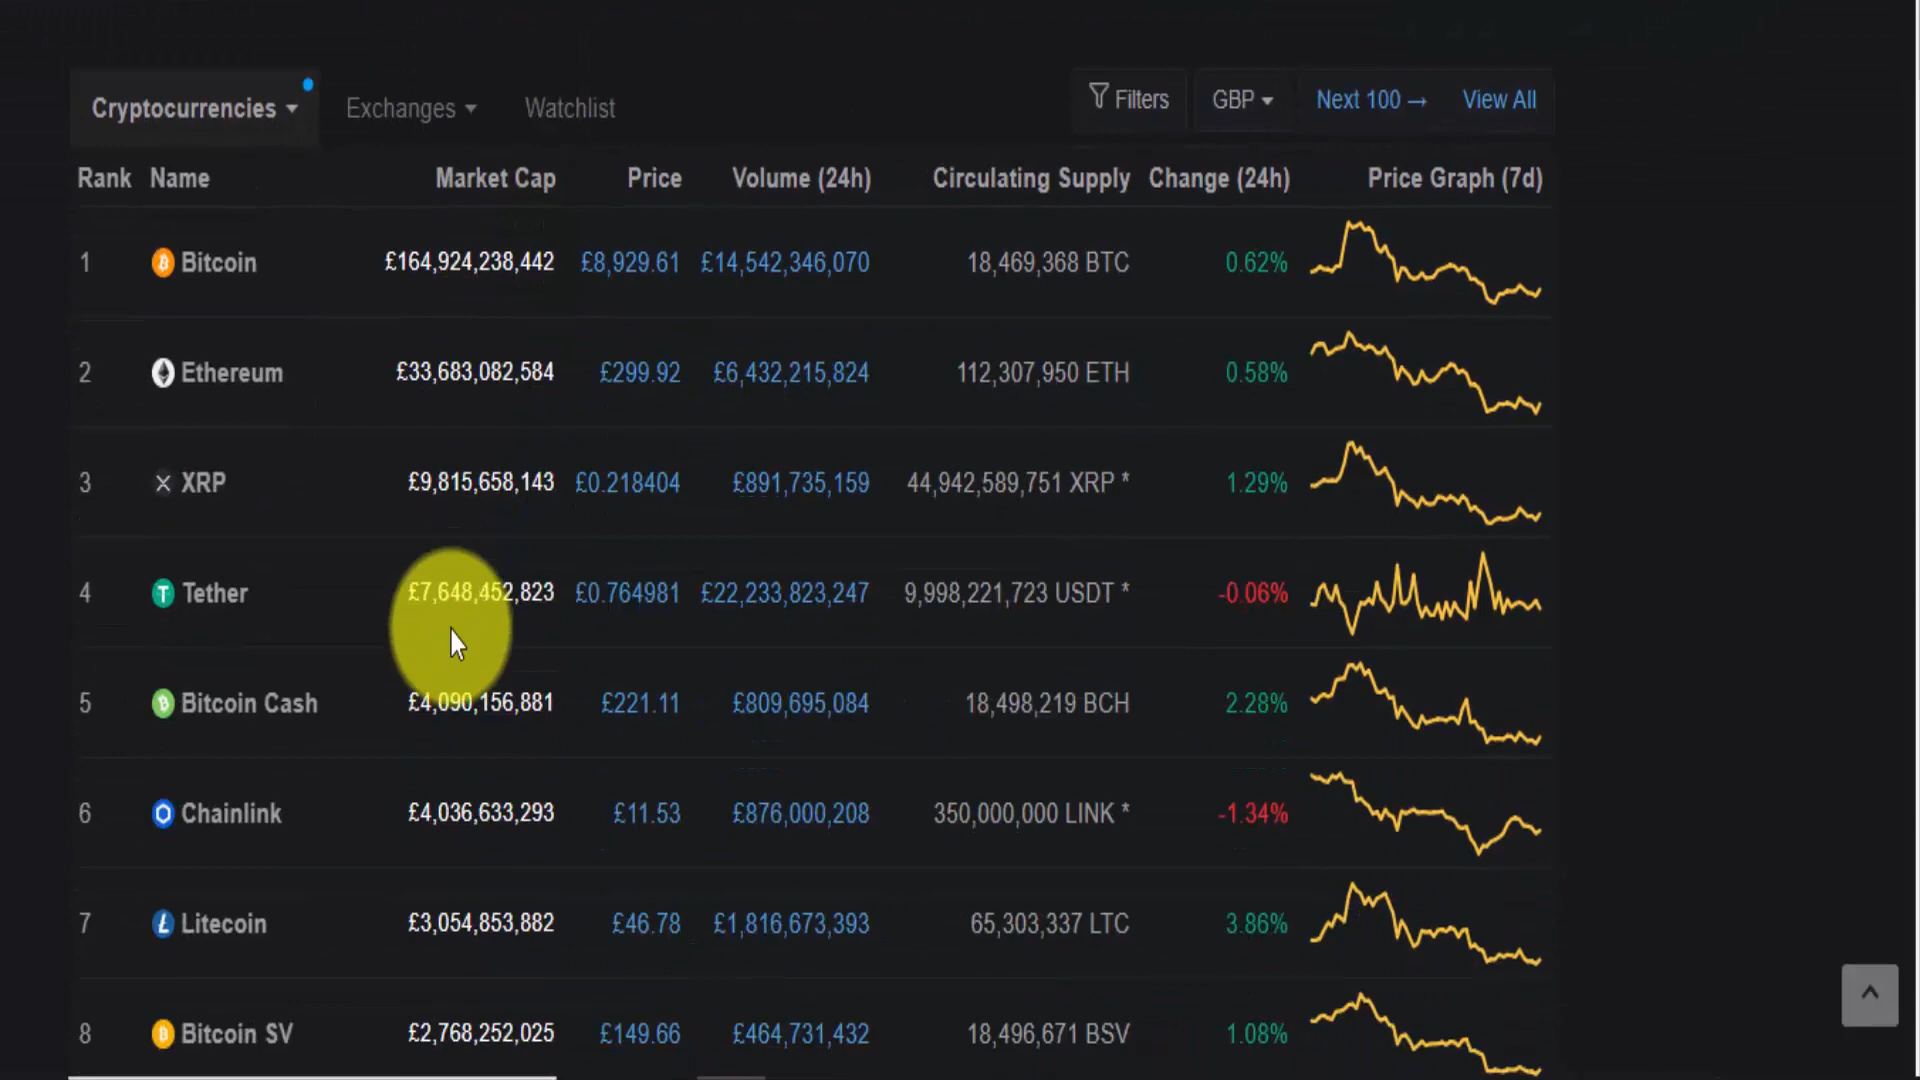 Cryptocurrencies Exchanges Watchlist Filters GBP Next 100 → View All
Rank Name Market Cap Price Volume (24h) Circulating Supply Change (24h) Price Graph (7d)
1 Bitcoin £164,924,238,442 £8,929.61 £14,542,346,070 18,469,368 BTC 0.62%
2 Ethereum £33,683,082,584 £299.92 £6,432,215,824 112,307,950 ETH 0.58%
3 XRP £9,815,658,143 £0.218404 £891,735,159 44,942,589,751 XRP * 1.29%
4 Tether £7,648,452,823 £0.764981 £22,233,823,247 9,998,221,723 USDT * -0.06%
5 Bitcoin Cash £4,090,156,881 £221.11 £809,695,084 18,498,219 BCH 2.28%
6 Chainlink £4,036,633,293 £11.53 £876,000,208 350,000,000 LINK * -1.34%
7 Litecoin £3,054,853,882 £46.78 £1,816,673,393 65,303,337 LTC 3.86%
8 Bitcoin SV £2,768,252,025 £149.66 £464,731,432 18,496,671 BSV 1.08%